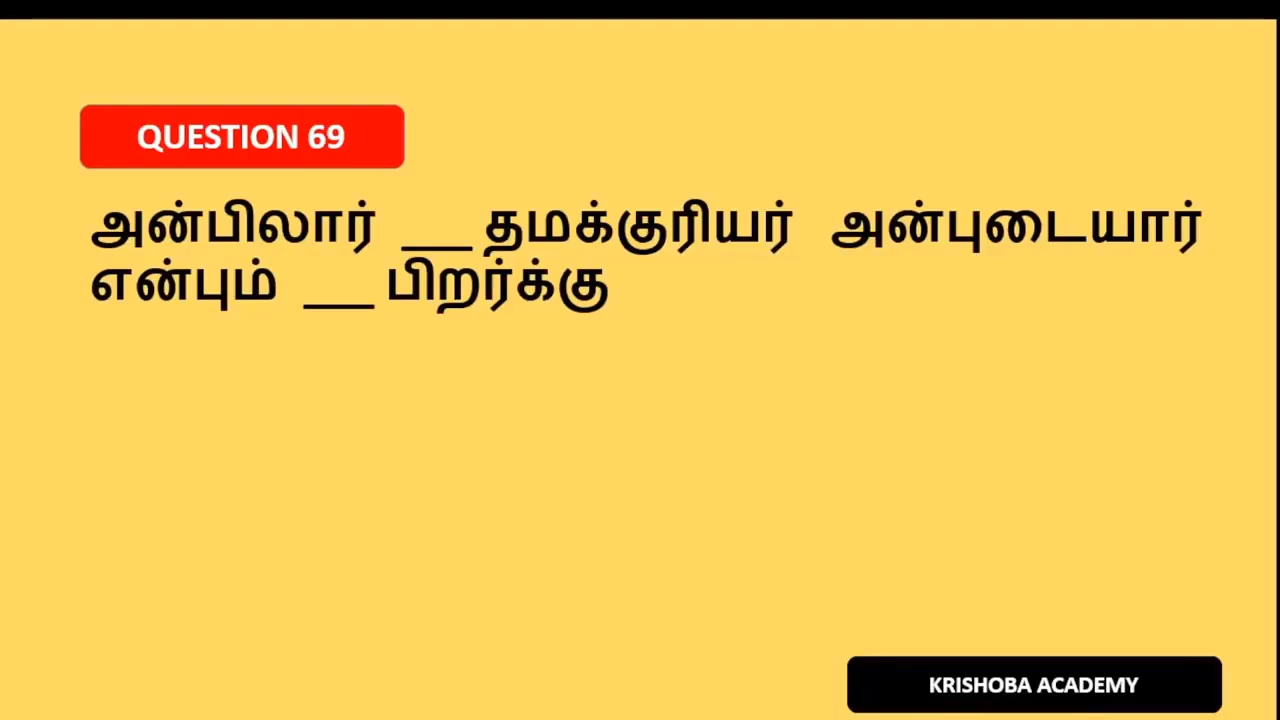 QUESTION 69
அன்பிலார் ___ தமக்குரியர் அன்புடையார்
என்பும் ___ பிறர்க்கு
KRISHOBA ACADEMY